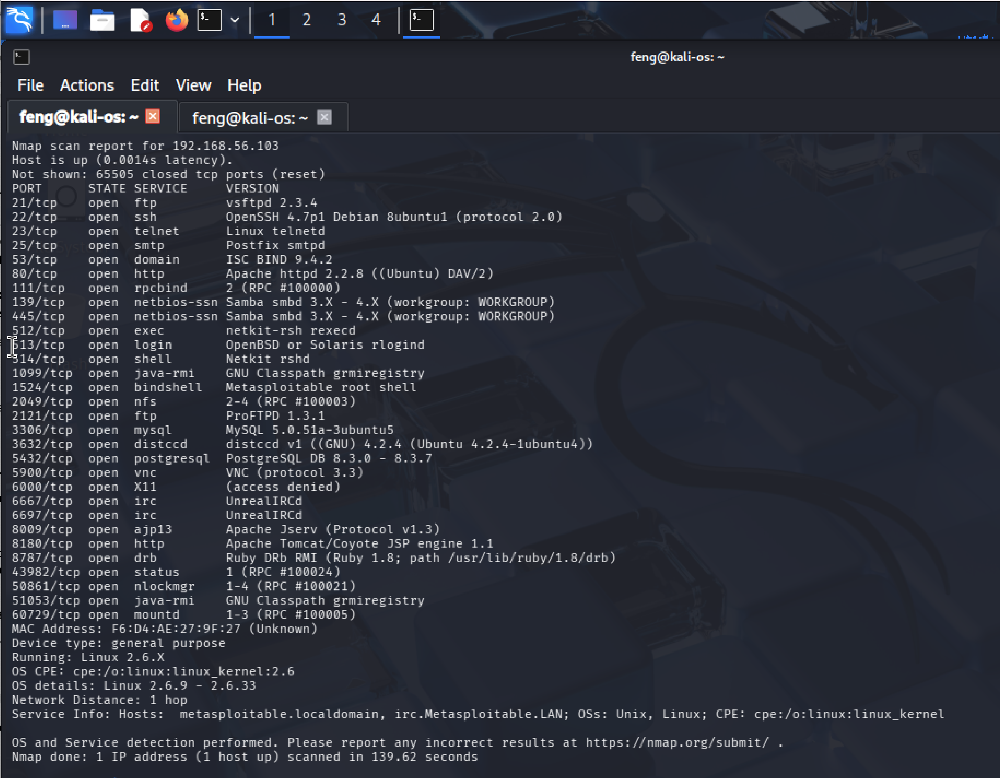 1 2 3 4
feng@kali-os: ~
File Actions Edit View Help
feng@kali-os: ~ feng@kali-os: ~
Nmap scan report for 192.168.56.103
Host is up (0.0014s latency).
Not shown: 65505 closed tcp ports (reset)
PORT STATE SERVICE VERSION
21/tcp open ftp vsftpd 2.3.4
22/tcp open ssh OpenSSH 4.7p1 Debian 8ubuntu1 (protocol 2.0)
23/tcp open telnet Linux telnetd
25/tcp open smtp Postfix smtpd
53/tcp open domain ISC BIND 9.4.2
80/tcp open http Apache httpd 2.2.8 ((Ubuntu) DAV/2)
111/tcp open rpcbind 2 (RPC #100000)
139/tcp open netbios-ssn Samba smbd 3.X - 4.X (workgroup: WORKGROUP)
445/tcp open netbios-ssn Samba smbd 3.X - 4.X (workgroup: WORKGROUP)
512/tcp open exec netkit-rsh rexecd
513/tcp open login OpenBSD or Solaris rlogind
514/tcp open shell Netkit rshd
1099/tcp open java-rmi GNU Classpath grmiregistry
1524/tcp open bindshell Metasploitable root shell
2049/tcp open nfs 2-4 (RPC #100003)
2121/tcp open ftp ProFTPD 1.3.1
3306/tcp open mysql MySQL 5.0.51a-3ubuntu5
3632/tcp open distccd distccd v1 ((GNU) 4.2.4 (Ubuntu 4.2.4-1ubuntu4))
5432/tcp open postgresql PostgreSQL DB 8.3.0 - 8.3.7
5900/tcp open vnc VNC (protocol 3.3)
6000/tcp open X11 (access denied)
6667/tcp open irc UnrealIRCd
6697/tcp open irc UnrealIRCd
8009/tcp open ajp13 Apache Jserv (Protocol v1.3)
8180/tcp open http Apache Tomcat/Coyote JSP engine 1.1
8787/tcp open drb Ruby DRb RMI (Ruby 1.8; path /usr/lib/ruby/1.8/drb)
43982/tcp open status 1 (RPC #100024)
50861/tcp open nlockmgr 1-4 (RPC #100021)
51053/tcp open java-rmi GNU Classpath grmiregistry
60729/tcp open mountd 1-3 (RPC #100005)
MAC Address: F6:D4:AE:27:9F:27 (Unknown)
Device type: general purpose
Running: Linux 2.6.X
OS CPE: cpe:/o:linux:linux_kernel:2.6
OS details: Linux 2.6.9 - 2.6.33
Network Distance: 1 hop
Service Info: Hosts:  metasploitable.localdomain, irc.Metasploitable.LAN; OSs: Unix, Linux; CPE: cpe:/o:linux:linux_kernel
OS and Service detection performed. Please report any incorrect results at https://nmap.org/submit/ .
Nmap done: 1 IP address (1 host up) scanned in 139.62 seconds